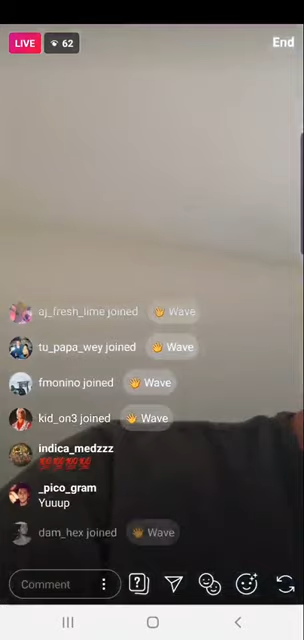 LIVE
62
End
aj_fresh_lime joined
👋 Wave
tu_papa_wey joined
👋 Wave
fmonino joined
👋 Wave
kid_on3 joined
👋 Wave
indica_medzzz
💯💯💯💯
_pico_gram
Yuuup
dam_hex joined
👋 Wave
Comment